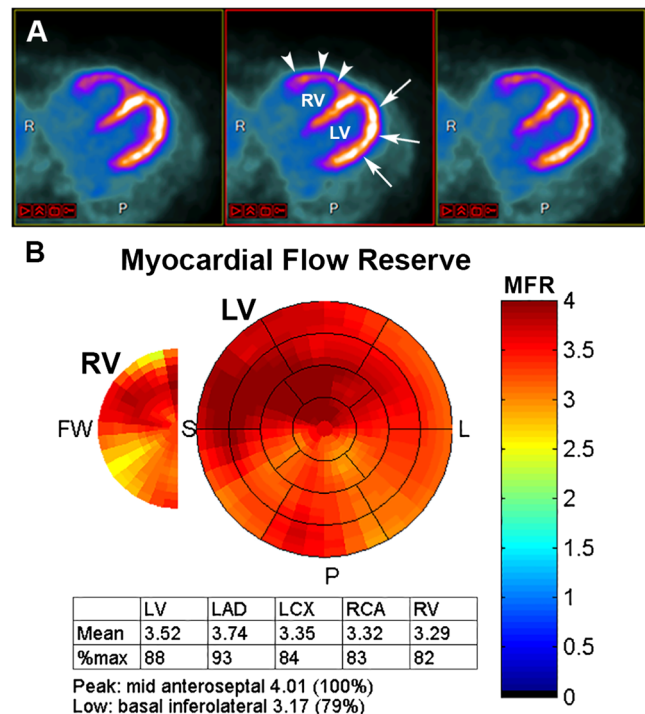 A
R
P
RV
LV
R
P
R
P
B
Myocardial Flow Reserve
MFR
LV
RV
FW
S
L
P
4
3.5
3
2.5
2
1.5
1
0.5
0
LV LAD LCX RCA RV
Mean 3.52 3.74 3.35 3.32 3.29
%max 88 93 84 83 82
Peak: mid anteroseptal 4.01 (100%)
Low: basal inferolateral 3.17 (79%)